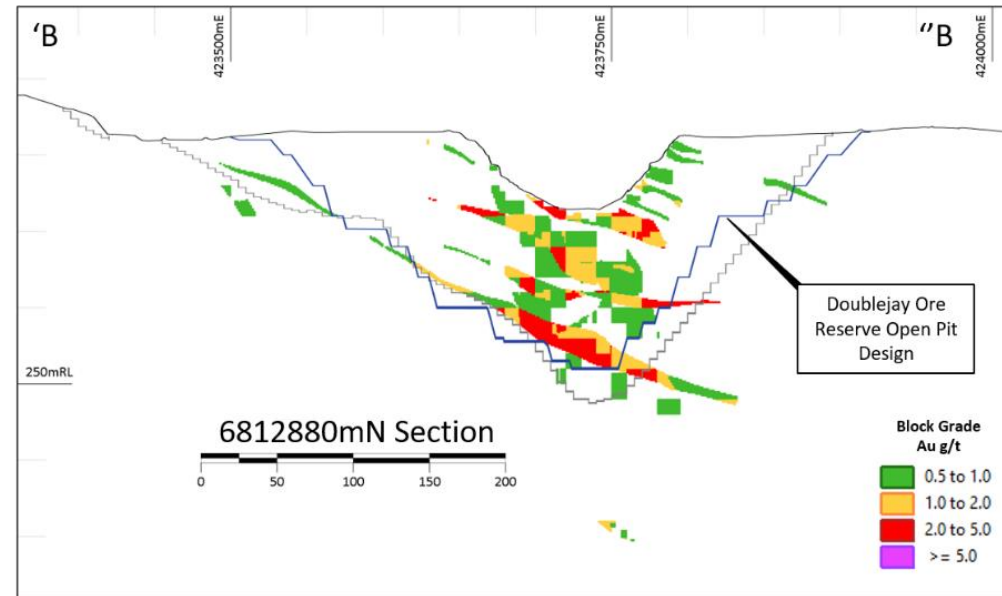 ‘B
423500mE
423750mE
‘’B
424000mE
Doublejay Ore
Reserve Open Pit
Design
250mRL
6812880mN Section
0 50 100 150 200
Block Grade
Au g/t
0.5 to 1.0
1.0 to 2.0
2.0 to 5.0
>= 5.0